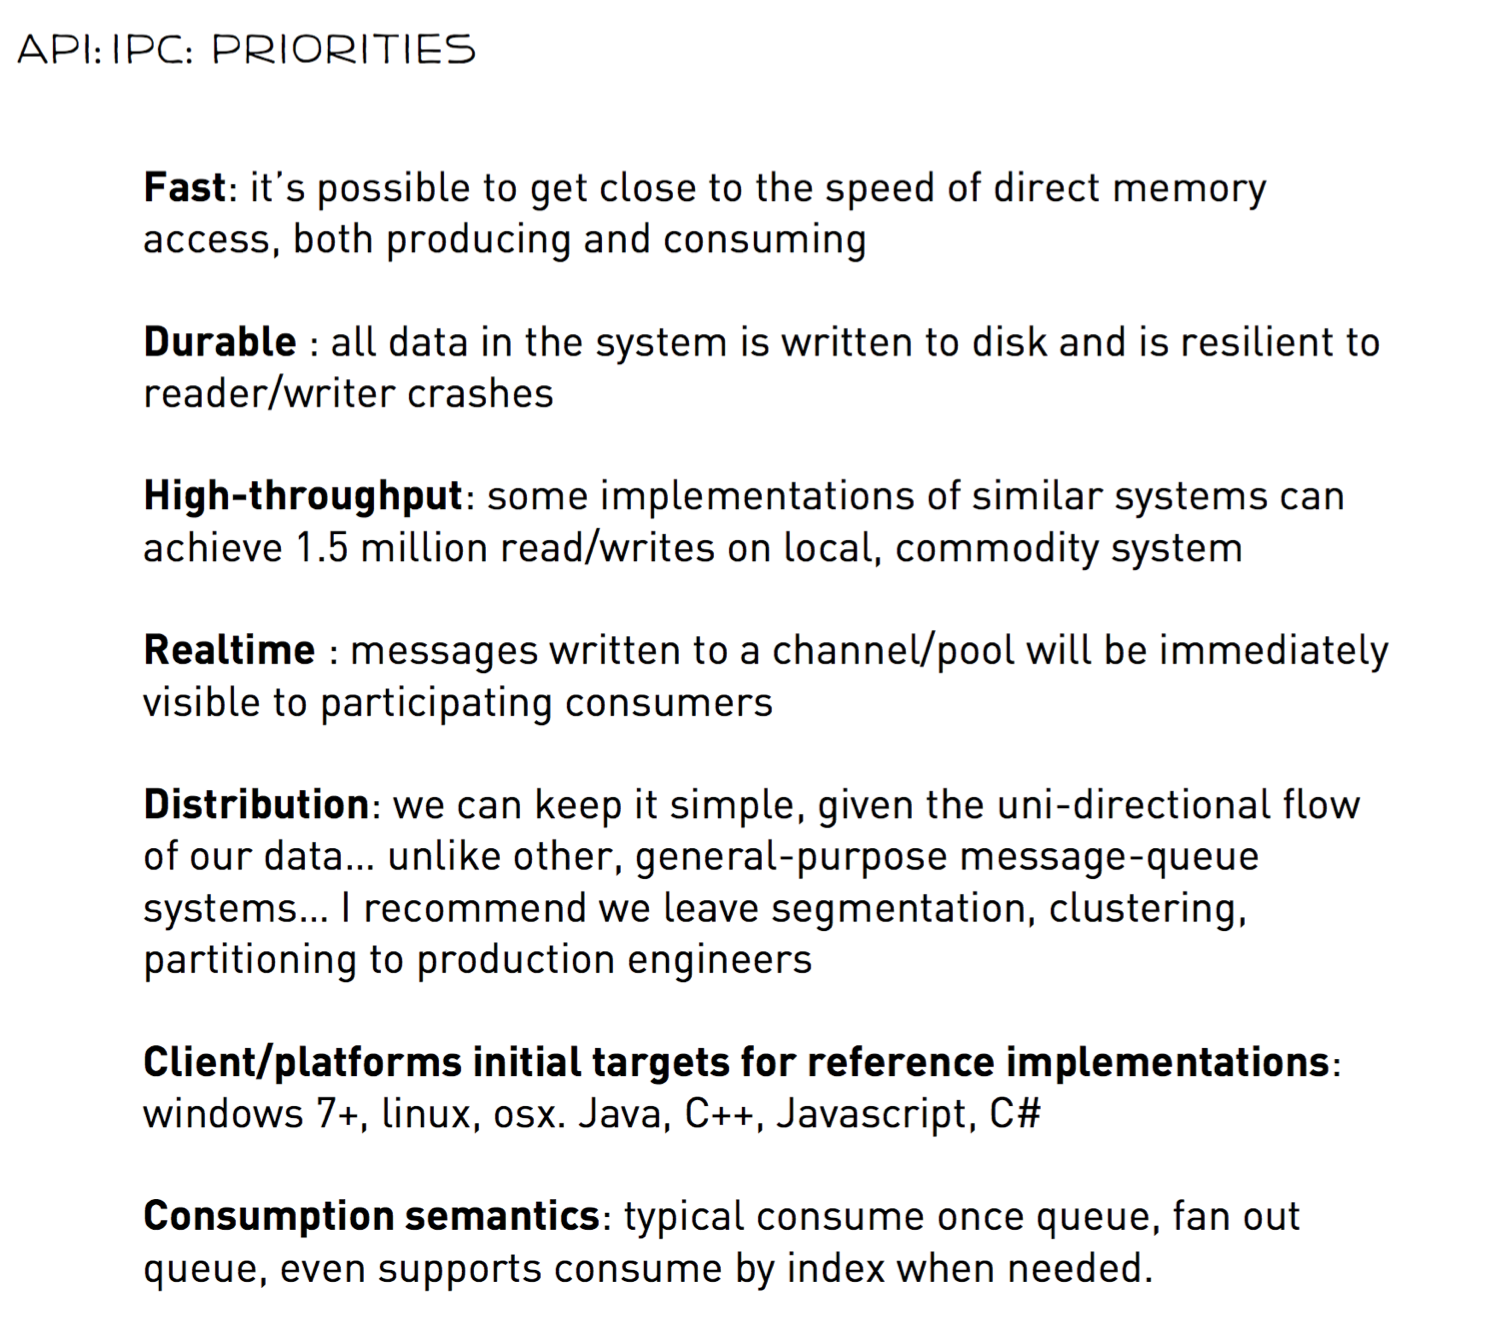 API: IPC: PRIORITIES
Fast: it's possible to get close to the speed of direct memory
access, both producing and consuming
Durable : all data in the system is written to disk and is resilient to
reader/writer crashes
High-throughput: some implementations of similar systems can
achieve 1.5 million read/writes on local, commodity system
Realtime : messages written to a channel/pool will be immediately
visible to participating consumers
Distribution: we can keep it simple, given the uni-directional flow
of our data... unlike other, general-purpose message-queue
systems... I recommend we leave segmentation, clustering,
partitioning to production engineers
Client/platforms initial targets for reference implementations:
windows 7+, linux, osx. Java, C++, Javascript, C#
Consumption semantics: typical consume once queue, fan out
queue, even supports consume by index when needed.